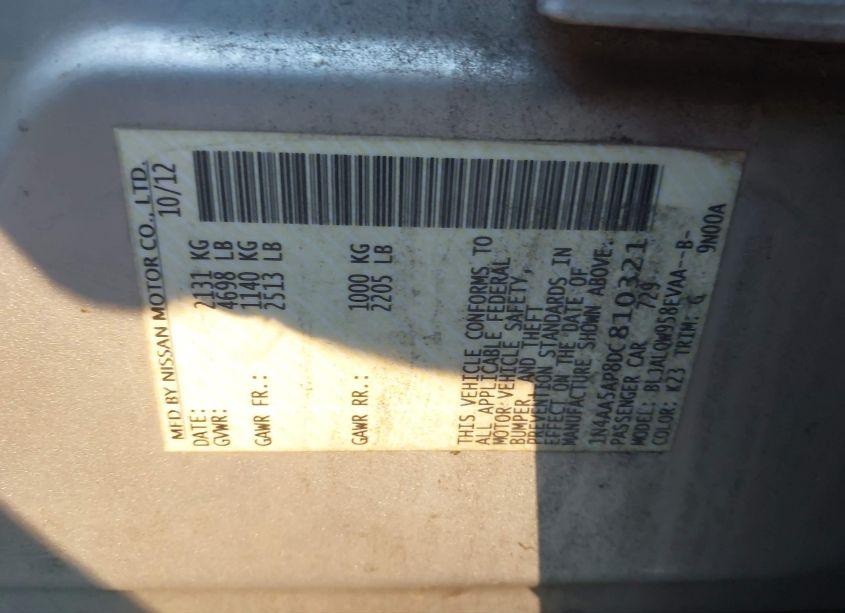 MFD BY NISSAN MOTOR CO., LTD.
DATE: 10/12
GVWR: 2131 KG
4698 LB
GAWR FR.: 1140 KG
2513 LB
GAWR RR.: 1000 KG
2205 LB
THIS VEHICLE CONFORMS TO
ALL APPLICABLE FEDERAL
MOTOR VEHICLE SAFETY,
BUMPER, AND THEFT
PREVENTION STANDARDS IN
EFFECT ON THE DATE OF
MANUFACTURE SHOWN ABOVE.
1N4AA5AP8DC810321
PASSENGER CAR 729
MODEL: BLJALQW958EVAA--B-
COLOR: KZ3 TRIM: G 9N00A